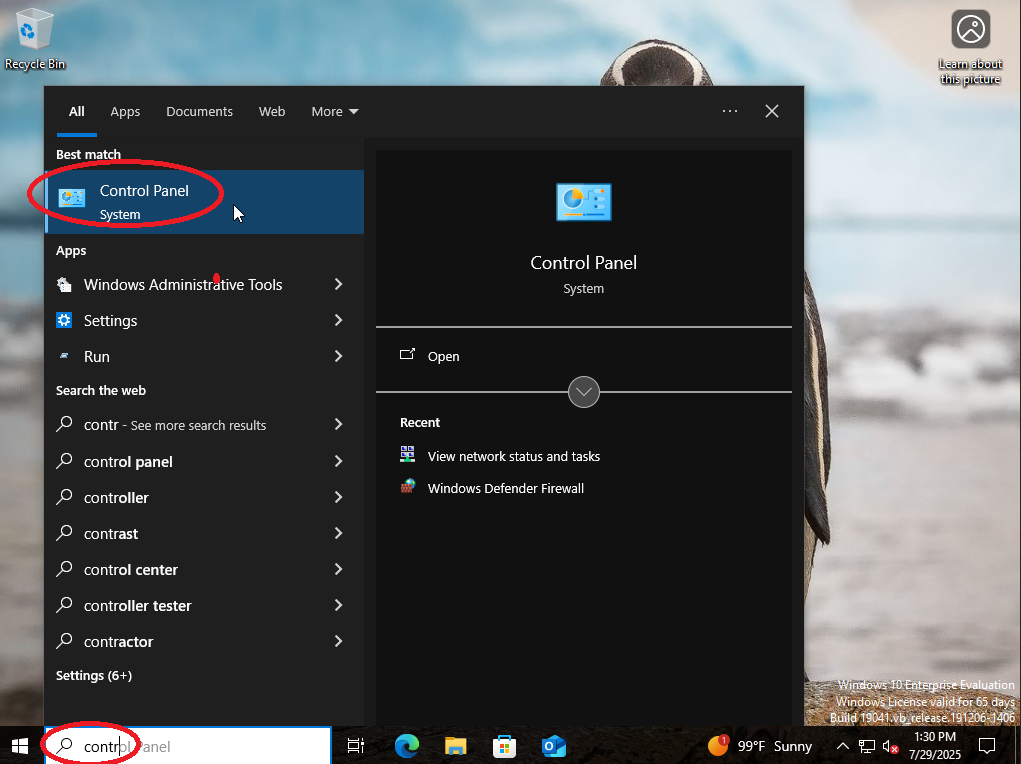 Recycle Bin
Learn about
this picture
All Apps Documents Web More
Best match
Control Panel
System
Apps
Windows Administrative Tools
Settings
Run
Search the web
contr - See more search results
control panel
controller
contrast
control center
controller tester
contractor
Settings (6+)
Control Panel
System
Open
Recent
View network status and tasks
Windows Defender Firewall
Windows 10 Enterprise Evaluation
Windows License valid for 65 days
Build 19041.vb_release.191206-1406
control Panel
1
99°F Sunny
1:30 PM
7/29/2025